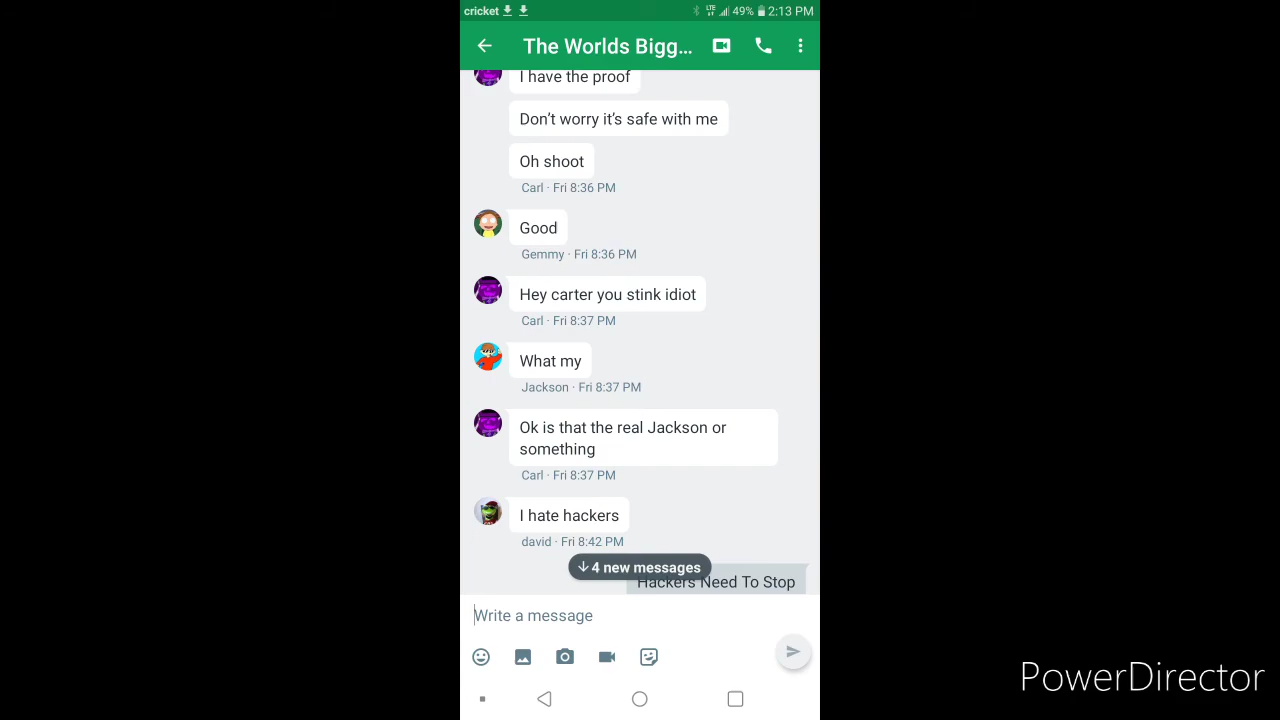 cricket LTE 49% 2:13 PM
The Worlds Bigg...
I have the proof
Don’t worry it’s safe with me
Oh shoot
Carl · Fri 8:36 PM
Good
Gemmy · Fri 8:36 PM
Hey carter you stink idiot
Carl · Fri 8:37 PM
What my
Jackson · Fri 8:37 PM
Ok is that the real Jackson or
something
Carl · Fri 8:37 PM
I hate hackers
david · Fri 8:42 PM
↓4 new messages
Hackers Need To Stop
Write a message
PowerDirector